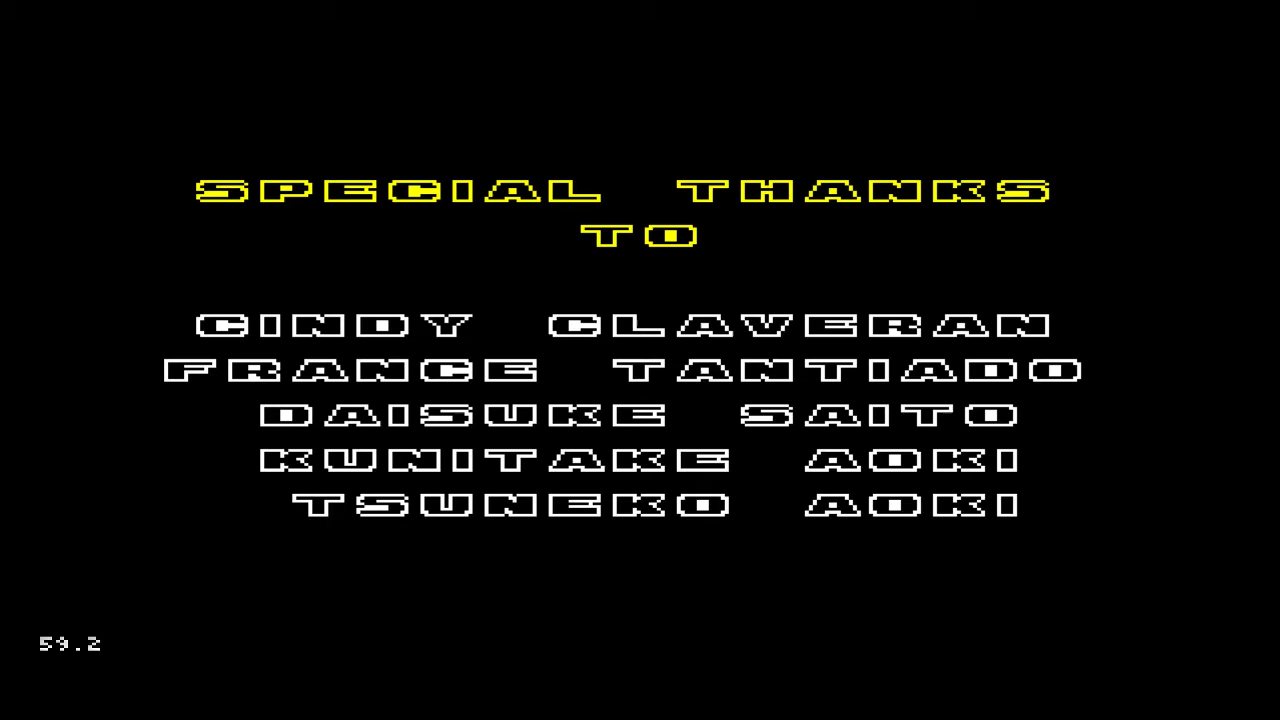 SPECIAL THANKS
TO
CINDY CLAVERAN
FRANCE TANTIADO
DAISUKE SAITO
KUNITAKE AOKI
TSUNEKO AOKI
59.2